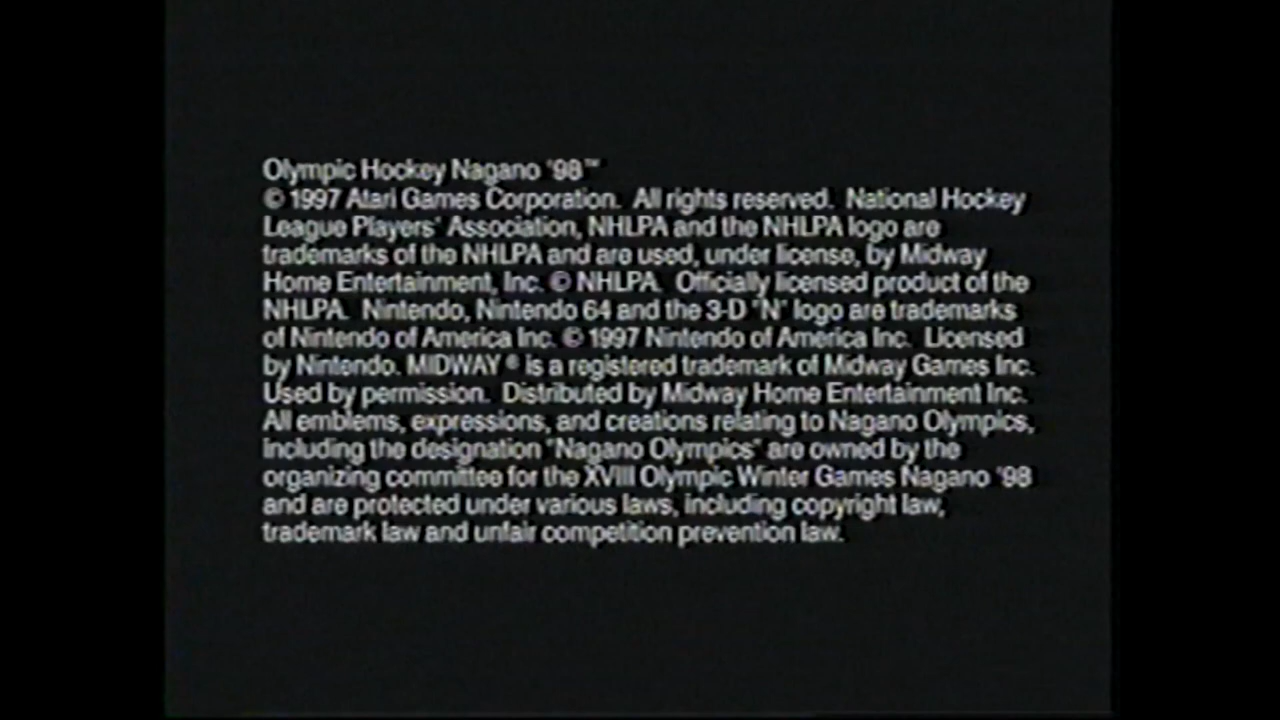 Olympic Hockey Nagano '98™
© 1997 Atari Games Corporation. All rights reserved. National Hockey
League Players' Association, NHLPA and the NHLPA logo are
trademarks of the NHLPA and are used, under license, by Midway
Home Entertainment, Inc. © NHLPA. Officially licensed product of the
NHLPA. Nintendo, Nintendo 64 and the 3-D "N" logo are trademarks
of Nintendo of America Inc. © 1997 Nintendo of America Inc. Licensed
by Nintendo. MIDWAY ® is a registered trademark of Midway Games Inc.
Used by permission. Distributed by Midway Home Entertainment Inc.
All emblems, expressions, and creations relating to Nagano Olympics,
including the designation "Nagano Olympics" are owned by the
organizing committee for the XVIII Olympic Winter Games Nagano '98
and are protected under various laws, including copyright law,
trademark law and unfair competition prevention law.